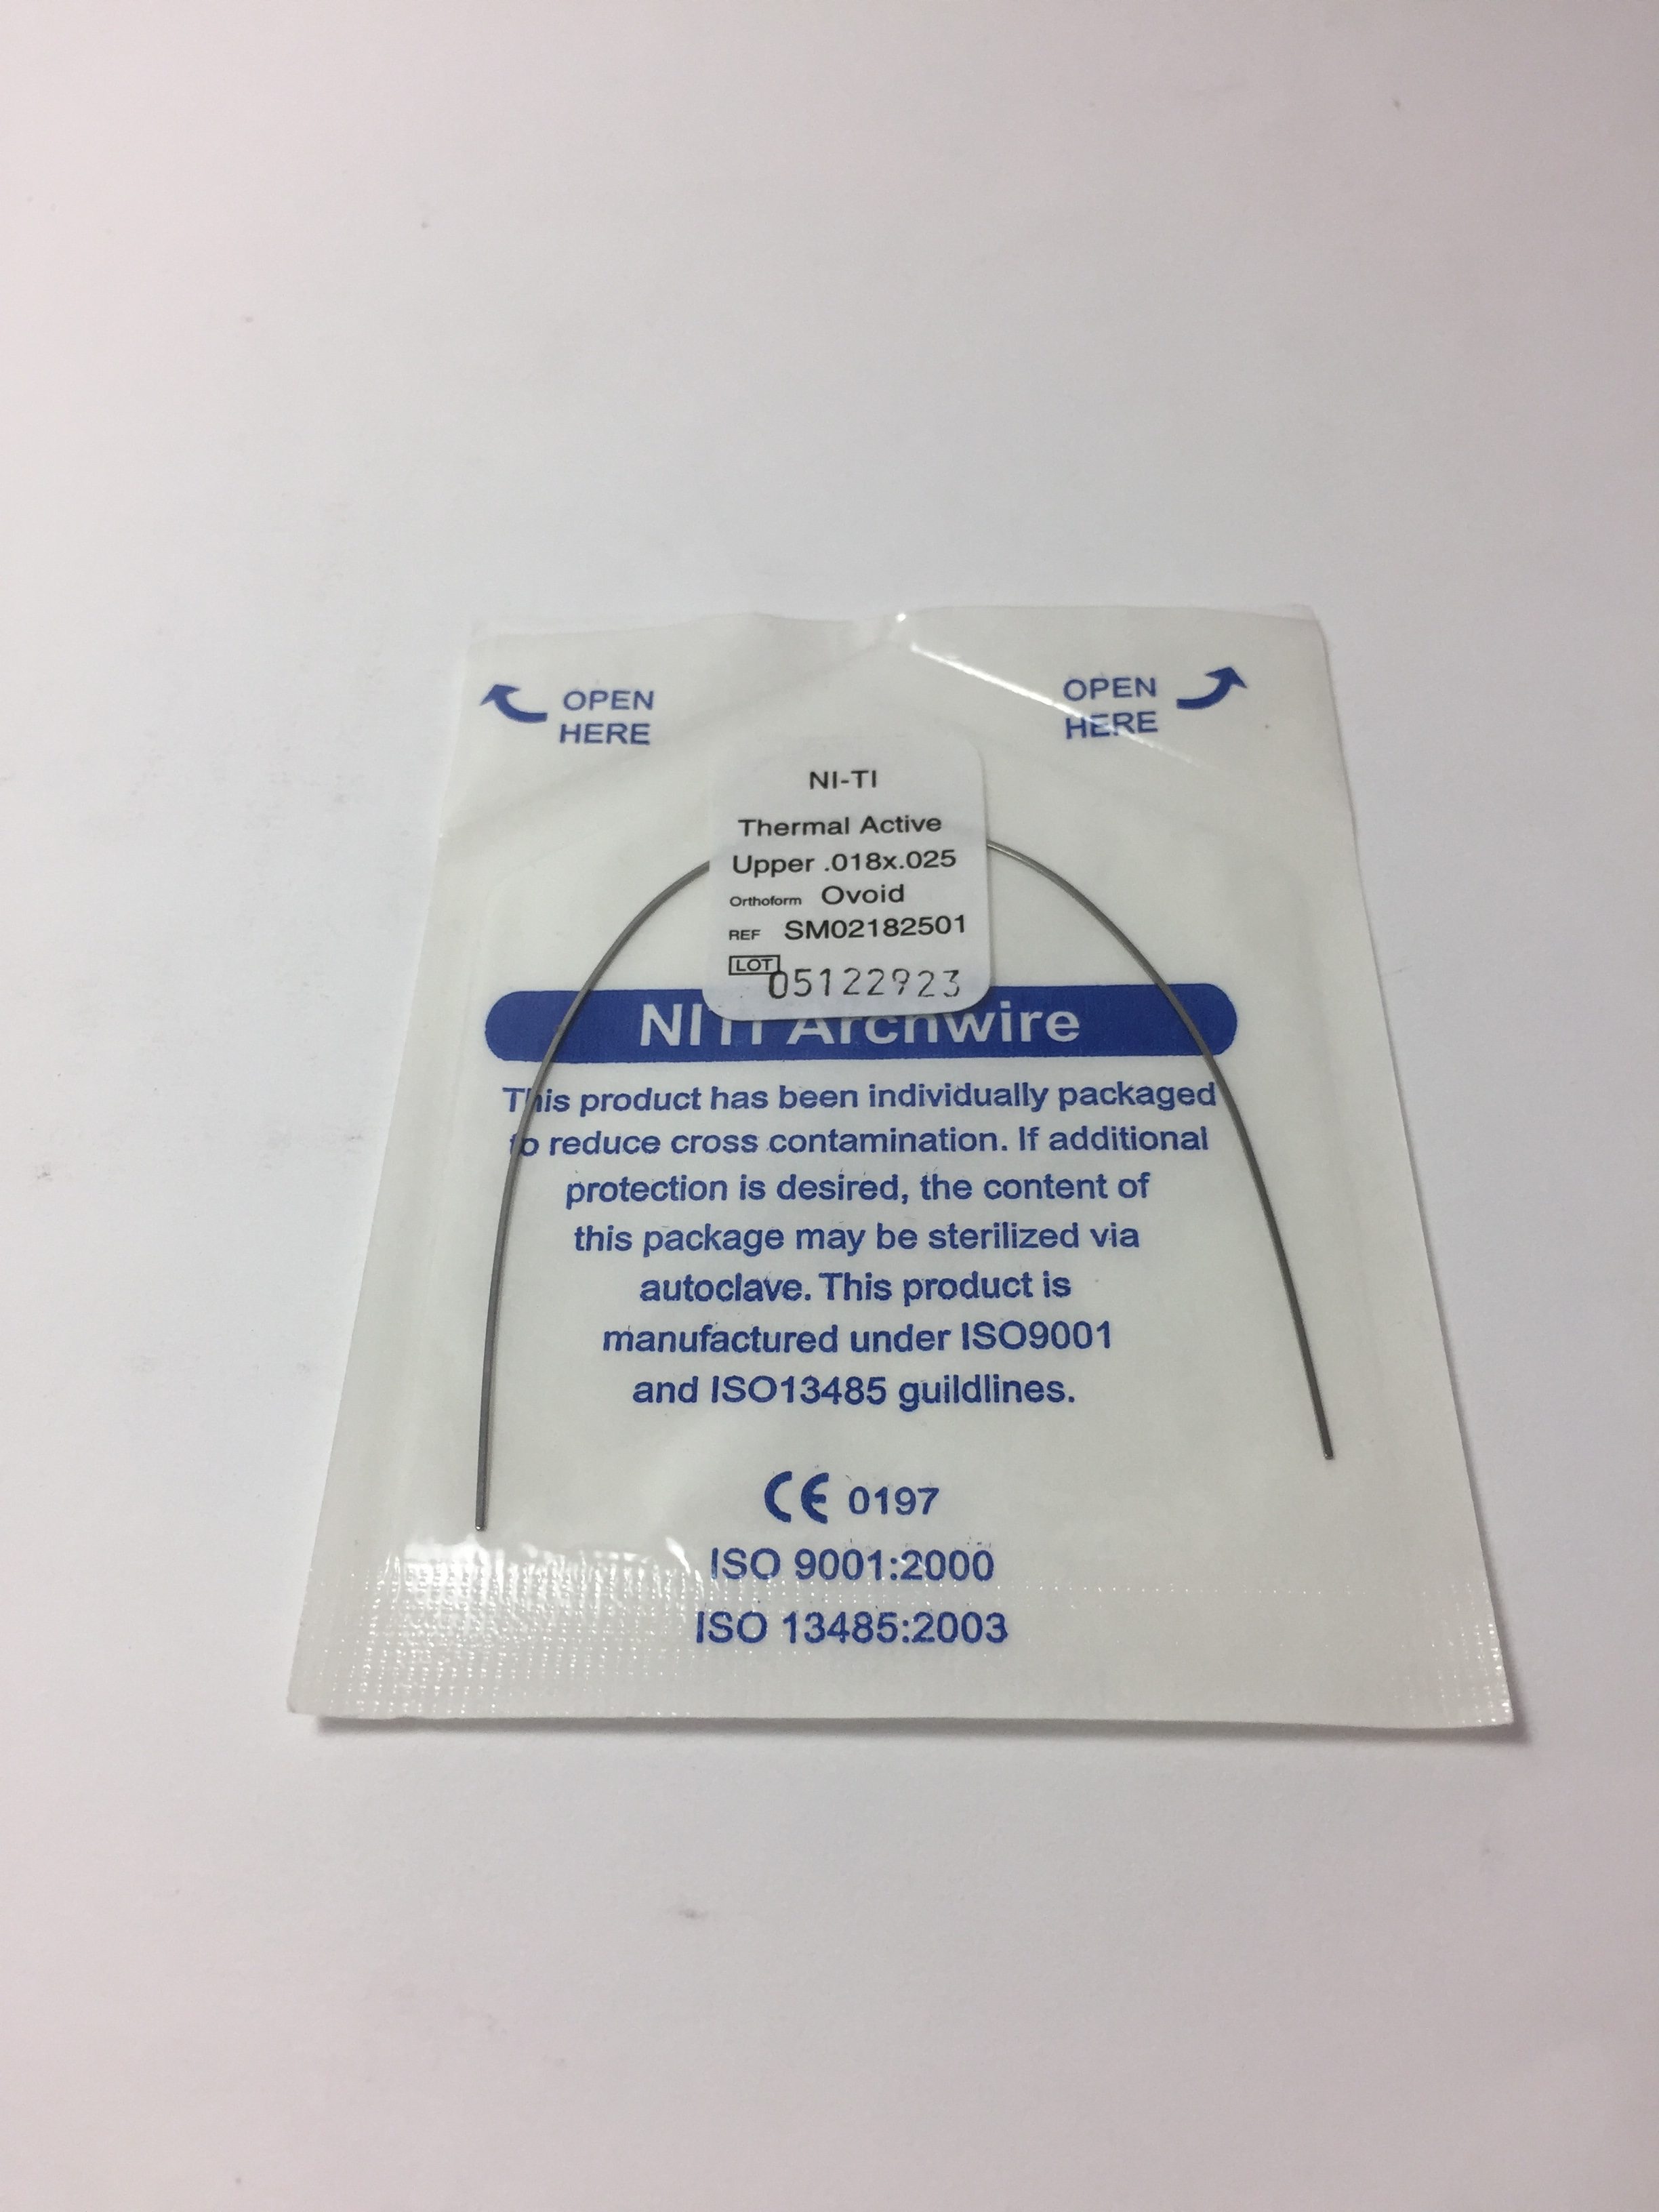 OPEN
HERE
OPEN
HERE
NI-TI
Thermal Active
Upper .018x.025
Orthoform Ovoid
REF SM02182501
LOT 05122923
NITI Archwire
This product has been individually packaged
to reduce cross contamination. If additional
protection is desired, the content of
this package may be sterilized via
autoclave. This product is
manufactured under ISO9001
and ISO13485 guildlines.
CE 0197
ISO 9001:2000
ISO 13485:2003